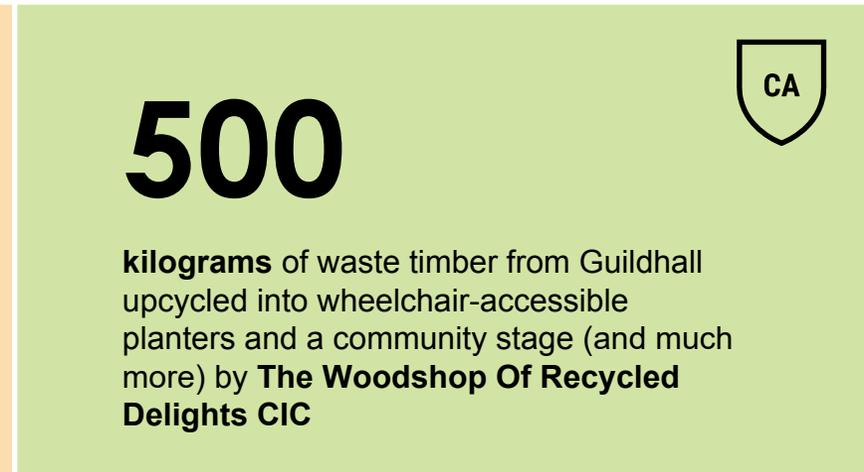 CA
500
kilograms of waste timber from Guildhall
upcycled into wheelchair-accessible
planters and a community stage (and much
more) by The Woodshop Of Recycled
Delights CIC